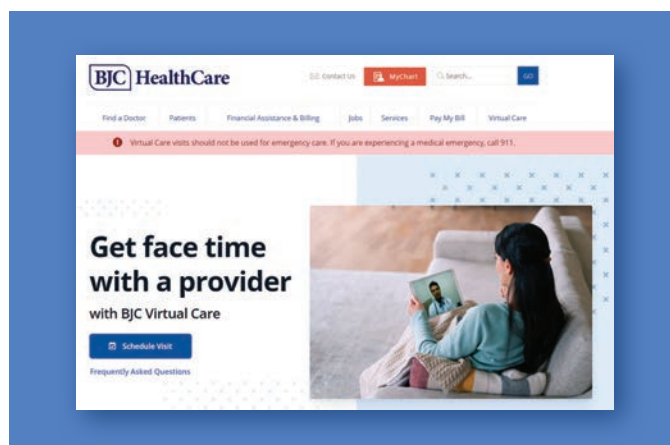 BJC HealthCare
Contact Us MyChart Search... GO
Find a Doctor Patients Financial Assistance & Billing Jobs Services Pay My Bill Virtual Care
Virtual Care visits should not be used for emergency care. If you are experiencing a medical emergency, call 911.
Get face time
with a provider
with BJC Virtual Care
Schedule Visit
Frequently Asked Questions